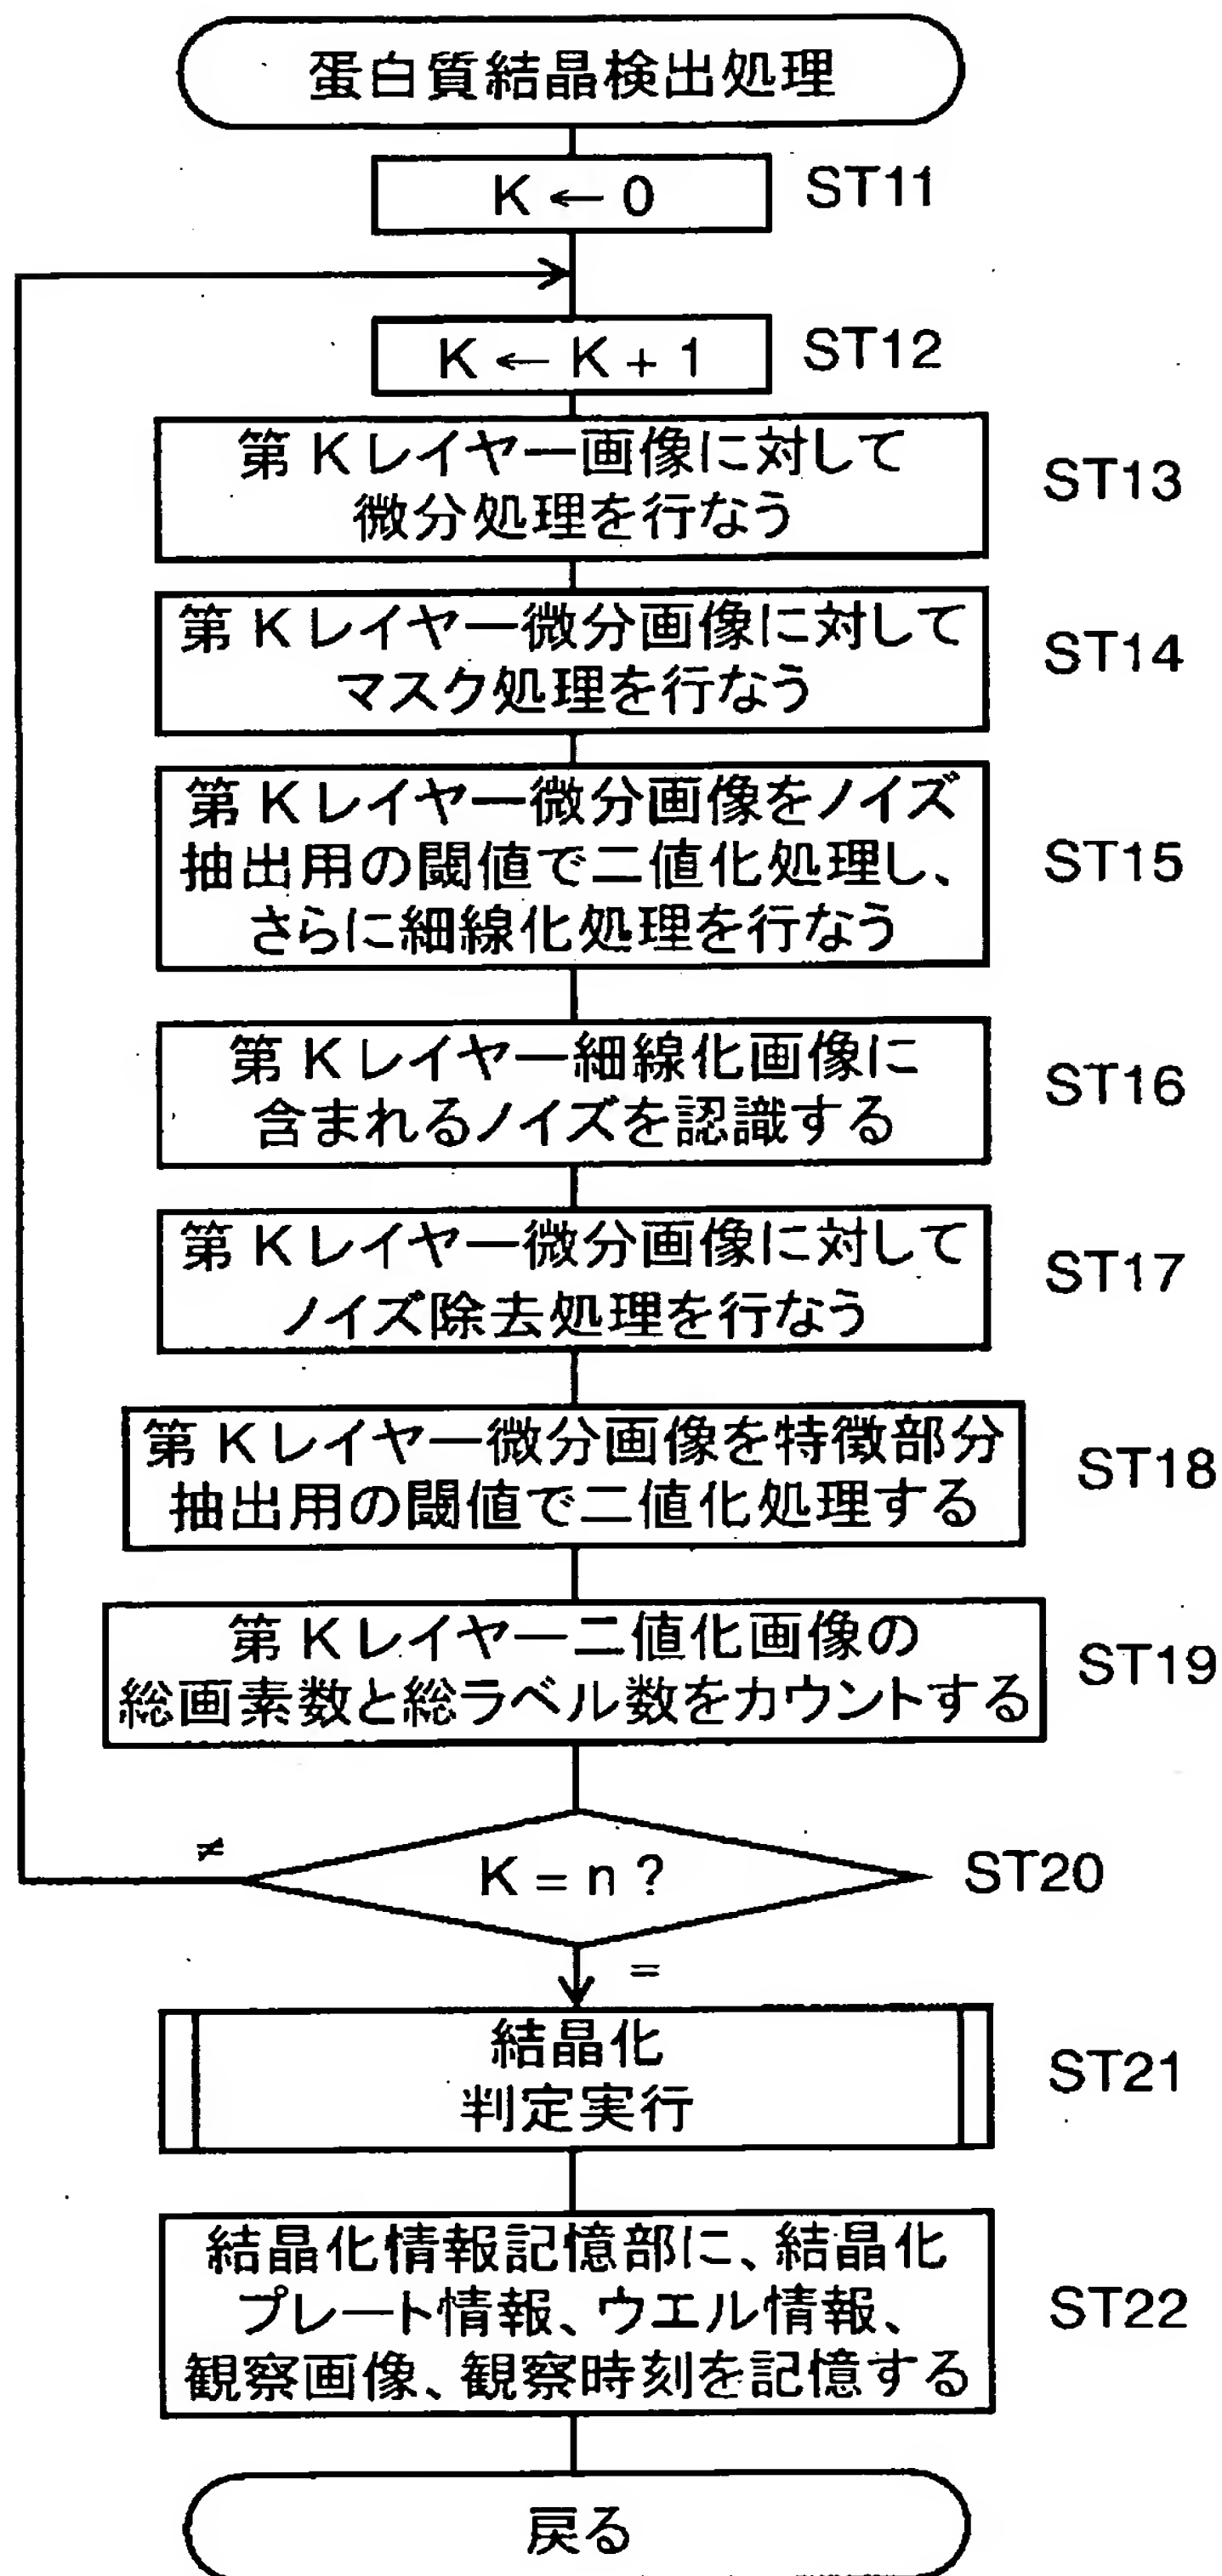 蛋白質結晶検出処理
K ← 0
ST11
K ← K + 1
ST12
第 K レイヤー画像に対して
微分処理を行なう
ST13
第 K レイヤー微分画像に対して
マスク処理を行なう
ST14
第 K レイヤー微分画像をノイズ
抽出用の閾値で二値化処理し、
さらに細線化処理を行なう
ST15
第 K レイヤー細線化画像に
含まれるノイズを認識する
ST16
第 K レイヤー微分画像に対して
ノイズ除去処理を行なう
ST17
第 K レイヤー微分画像を特徴部分
抽出用の閾値で二値化処理する
ST18
第 K レイヤー二値化画像の
総画素数と総ラベル数をカウントする
ST19
≠
K = n ?
ST20
=
結晶化
判定実行
ST21
結晶化情報記憶部に、結晶化
プレート情報、ウエル情報、
観察画像、観察時刻を記憶する
ST22
戻る